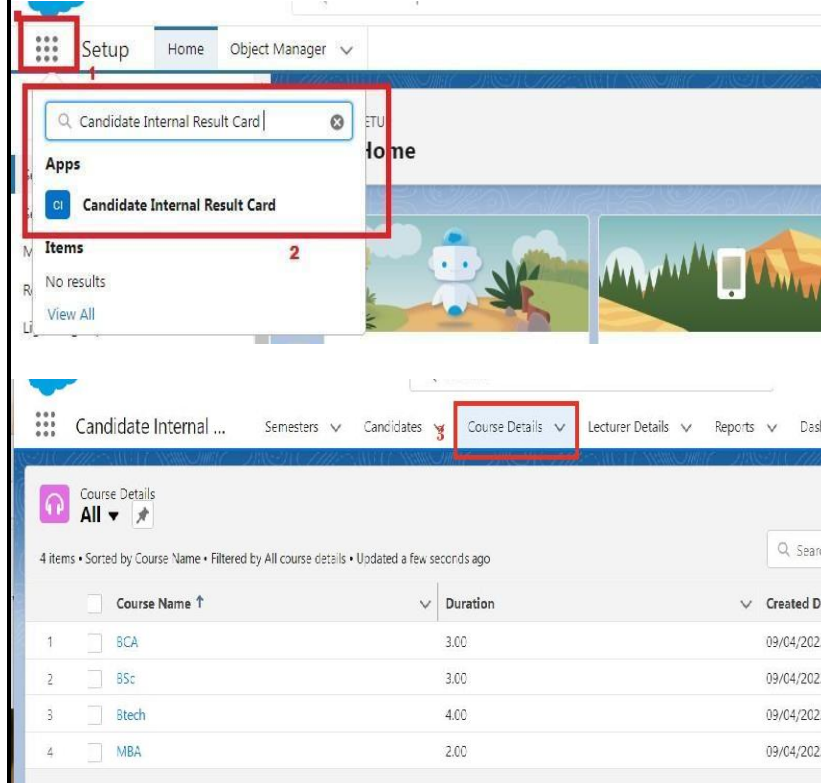 Setup Home Object Manager
1
Candidate Internal Result Card
ETU
Home
Apps
CI Candidate Internal Result Card
Items
2
No results
View All
Candidate Internal ... Semesters Candidates 3 Course Details Lecturer Details Reports Das
Course Details
All
4 items • Sorted by Course Name • Filtered by All course details • Updated a few seconds ago
Sear
Course Name ↑ Duration Created D
1 BCA 3.00 09/04/202
2 BSc 3.00 09/04/202
3 Btech 4.00 09/04/202
4 MBA 2.00 09/04/202